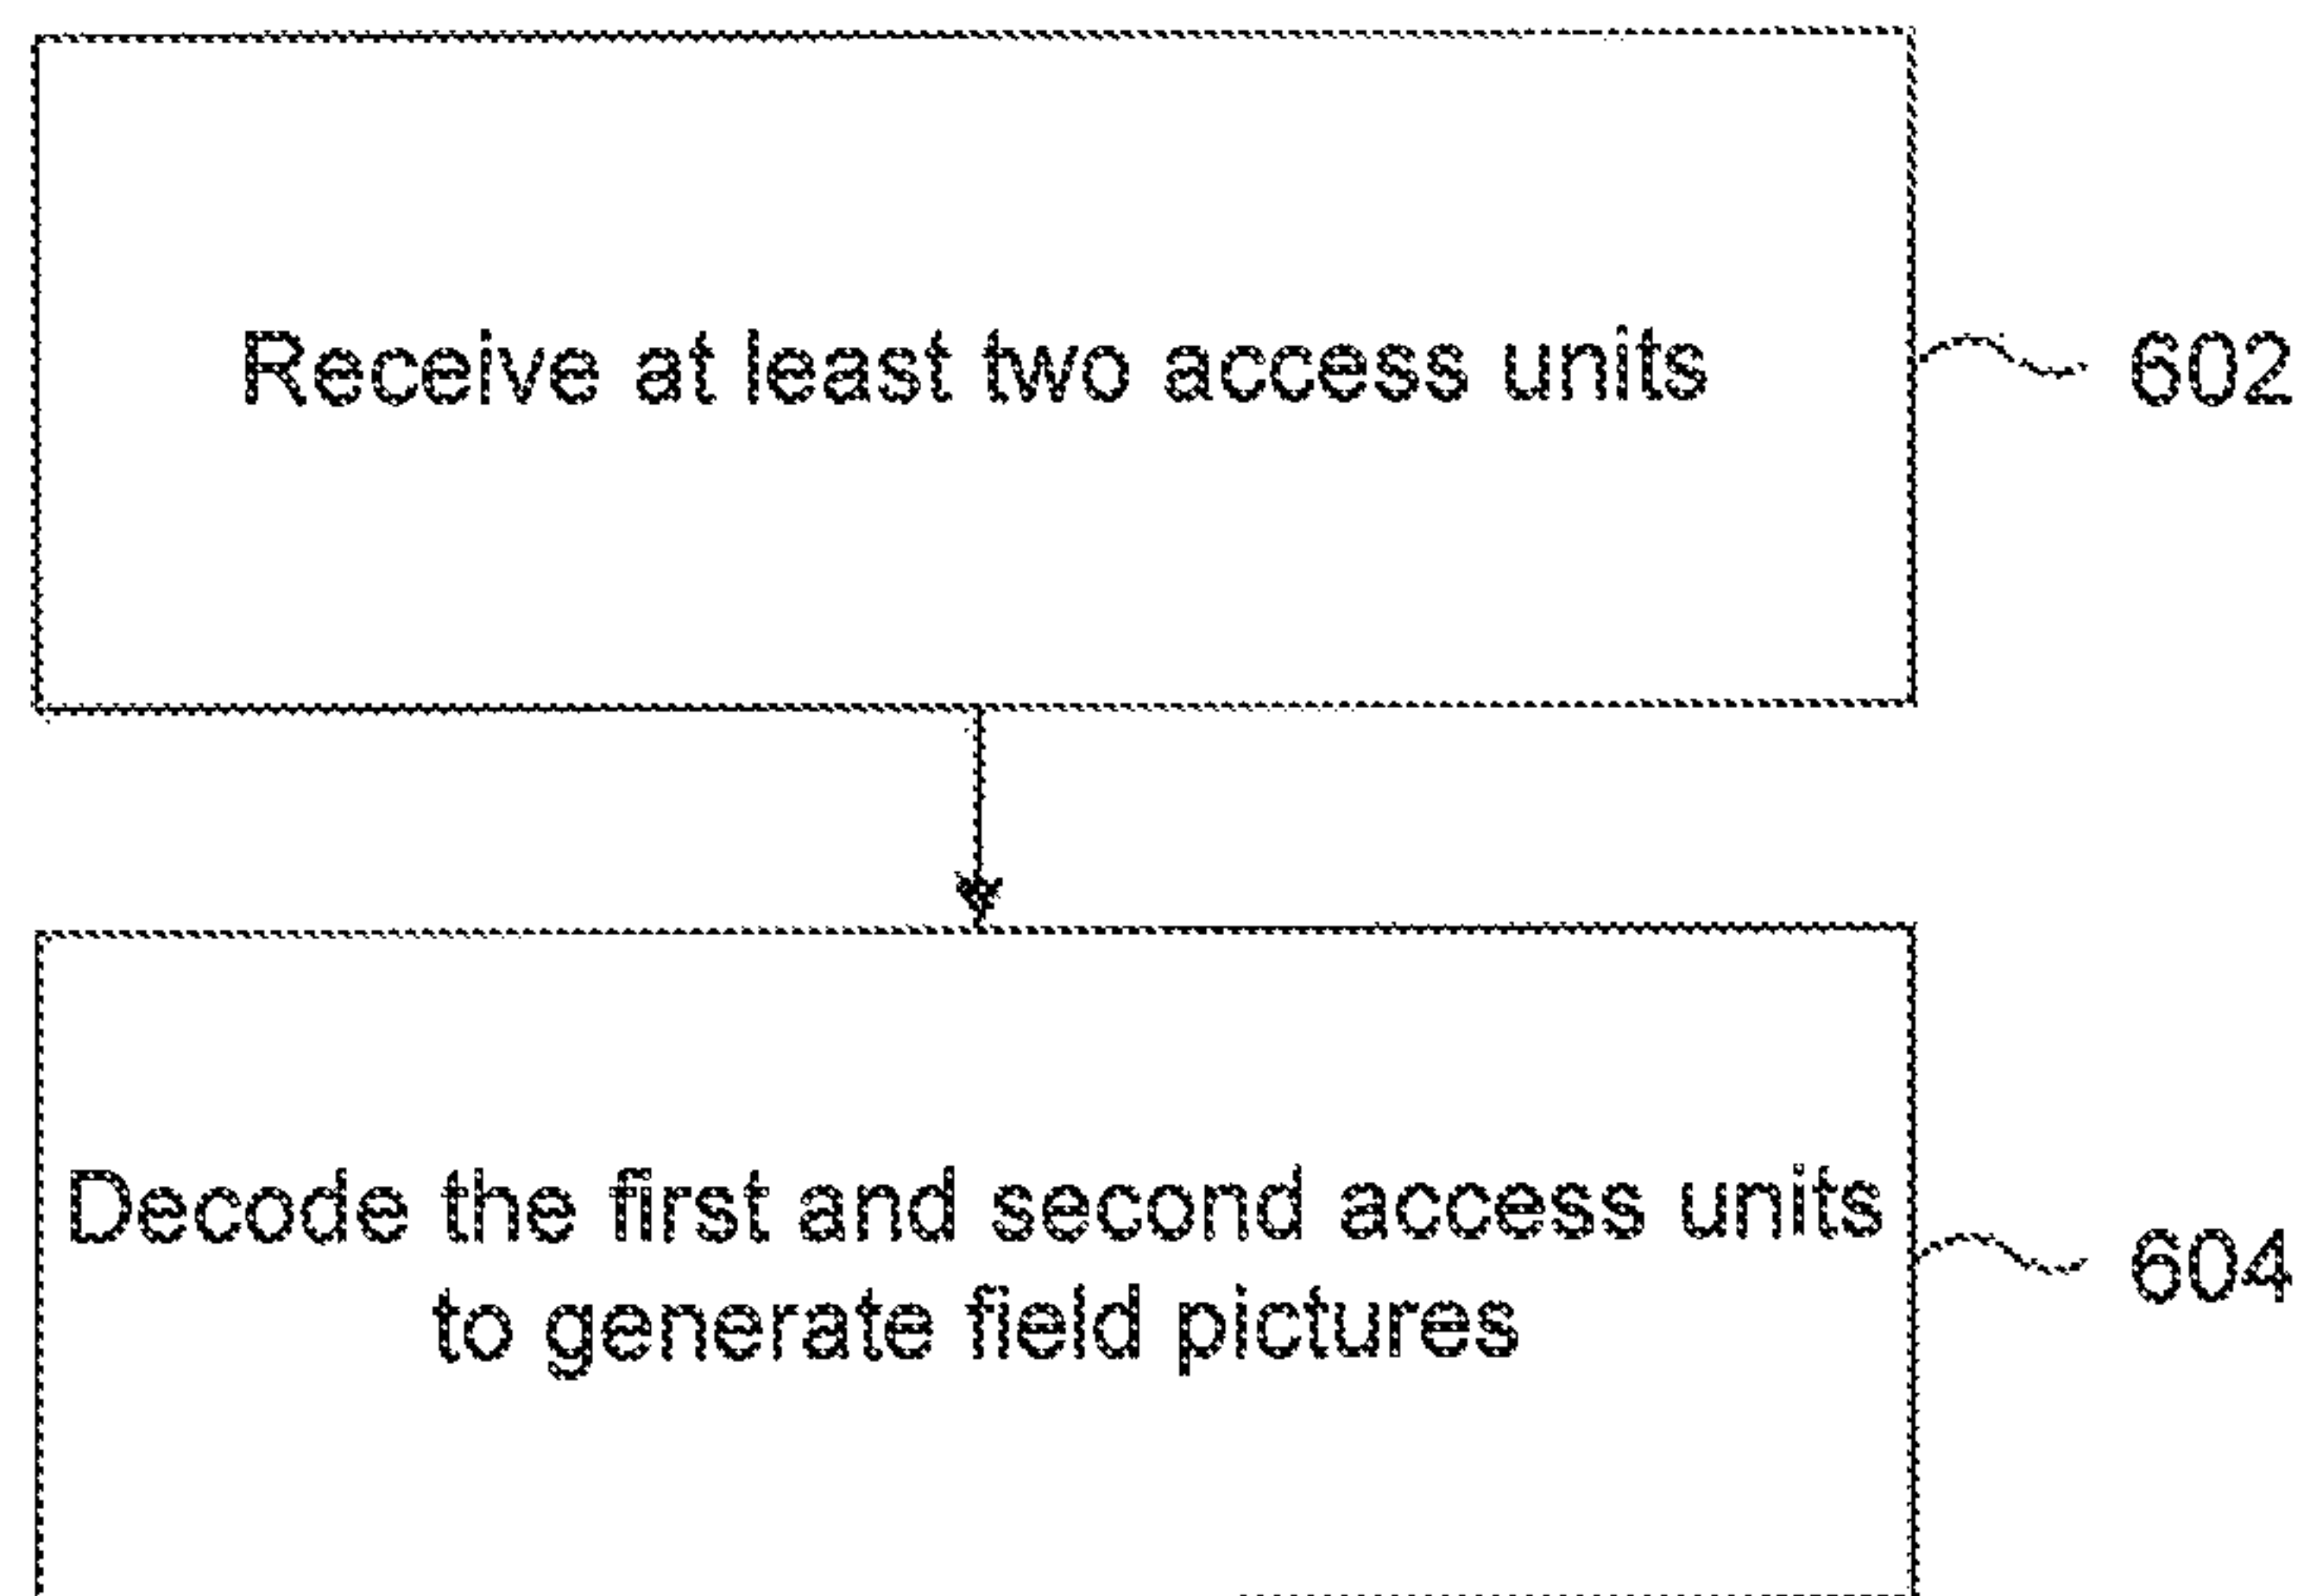 Receive at least two access units
602
Decode the first and second access units
to generate field pictures
604